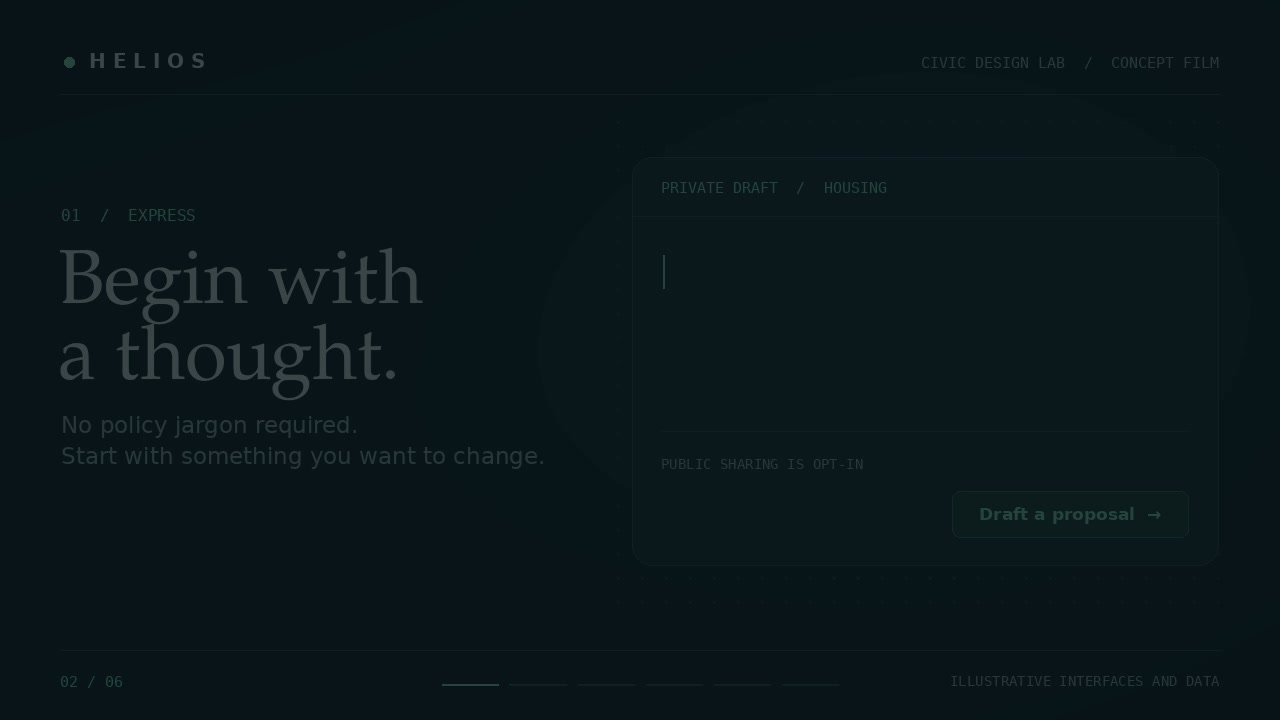 HELIOS
CIVIC DESIGN LAB / CONCEPT FILM
01 / EXPRESS
Begin with
a thought.
No policy jargon required.
Start with something you want to change.
PRIVATE DRAFT / HOUSING
PUBLIC SHARING IS OPT-IN
Draft a proposal →
02 / 06
ILLUSTRATIVE INTERFACES AND DATA